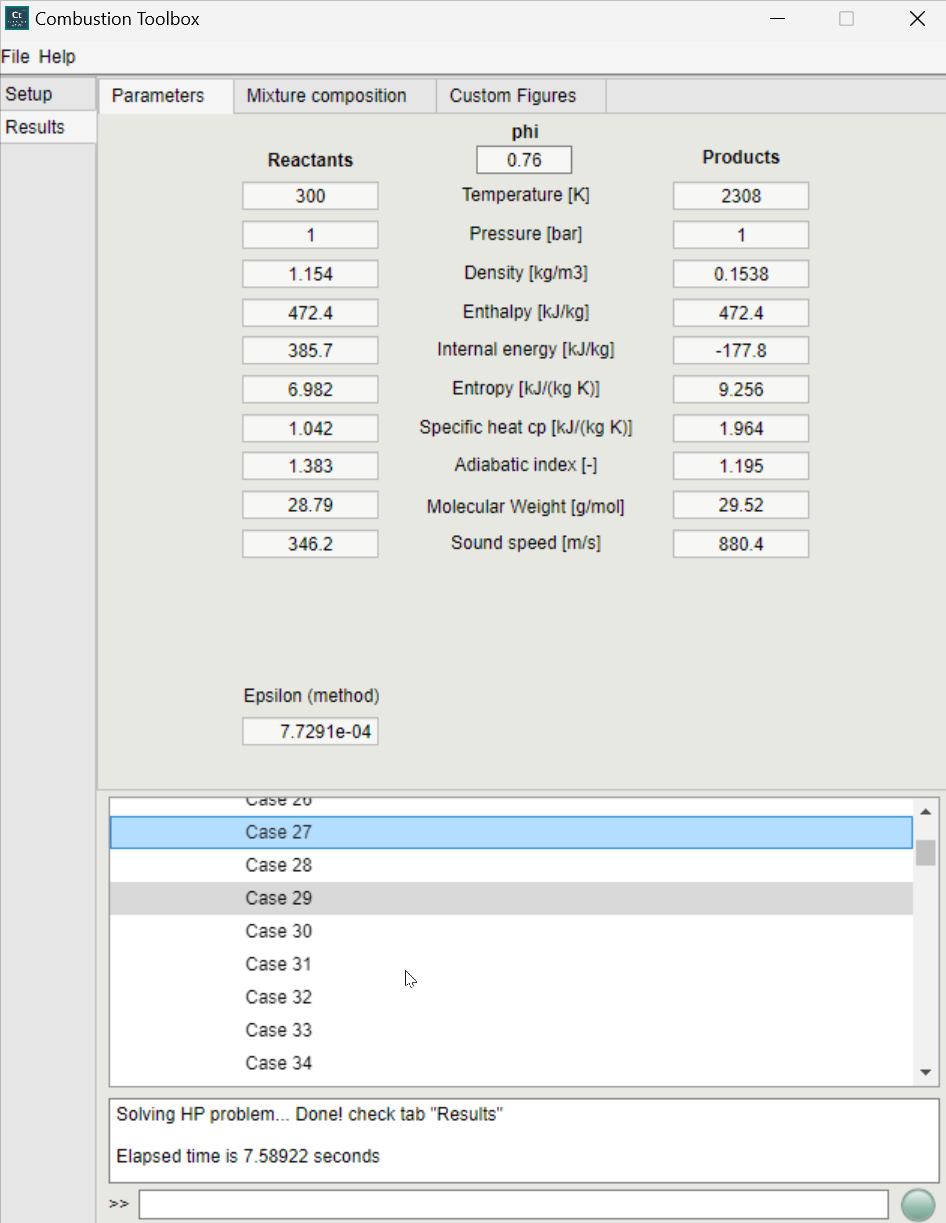 Ct
Combustion Toolbox
File Help
Setup
Results
Parameters
Mixture composition
Custom Figures
Reactants
phi
Products
0.76
300 Temperature [K] 2308
1 Pressure [bar] 1
1.154 Density [kg/m3] 0.1538
472.4 Enthalpy [kJ/kg] 472.4
385.7 Internal energy [kJ/kg] -177.8
6.982 Entropy [kJ/(kg K)] 9.256
1.042 Specific heat cp [kJ/(kg K)] 1.964
1.383 Adiabatic index [-] 1.195
28.79 Molecular Weight [g/mol] 29.52
346.2 Sound speed [m/s] 880.4
Epsilon (method)
7.7291e-04
Case 26
Case 27
Case 28
Case 29
Case 30
Case 31
Case 32
Case 33
Case 34
Solving HP problem... Done! check tab "Results"
Elapsed time is 7.58922 seconds
>>